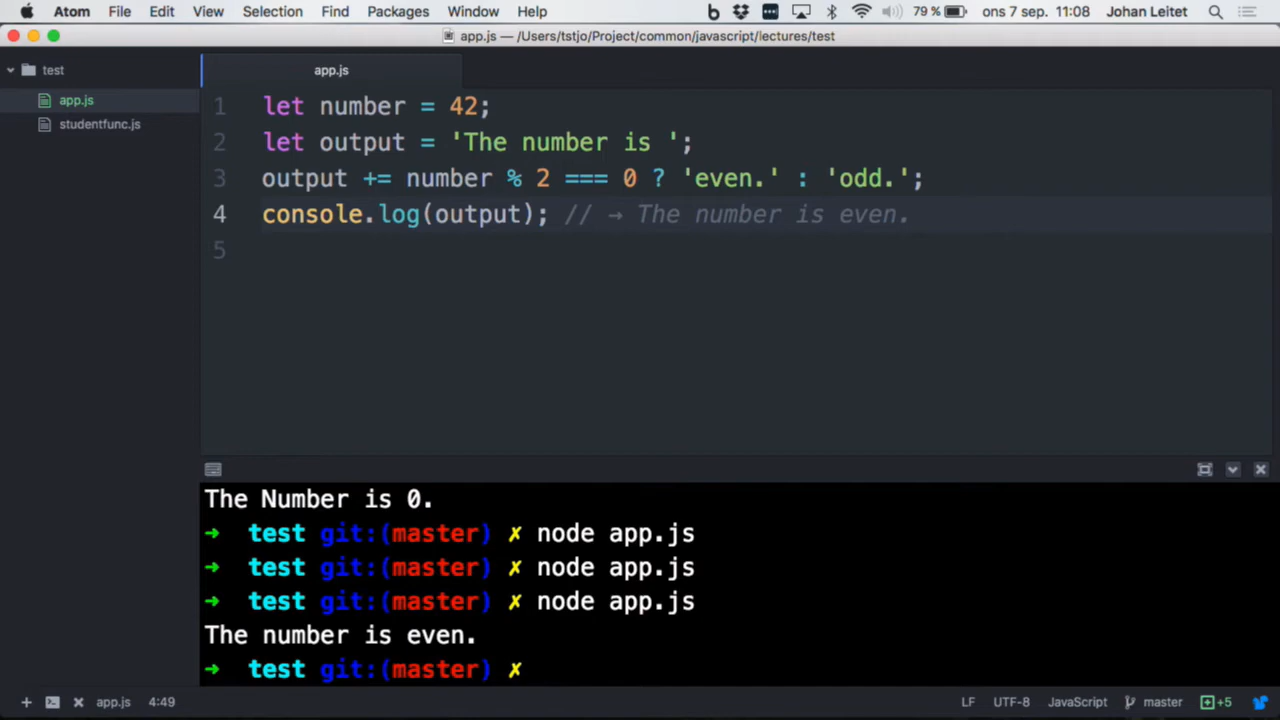 Atom File Edit View Selection Find Packages Window Help 79 % ons 7 sep. 11:08 Johan Leitet
app.js — /Users/tstjo/Project/common/javascript/lectures/test
test
app.js
studentfunc.js
app.js
1 let number = 42;
2 let output = 'The number is ';
3 output += number % 2 === 0 ? 'even.' : 'odd.';
4 console.log(output); // → The number is even.
5
The Number is 0.
➜ test git:(master) ✗ node app.js
➜ test git:(master) ✗ node app.js
➜ test git:(master) ✗ node app.js
The number is even.
➜ test git:(master) ✗
app.js 4:49 LF UTF-8 JavaScript master +5